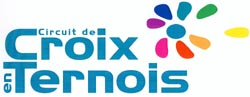 Circuit de
Croix
en
Ternois